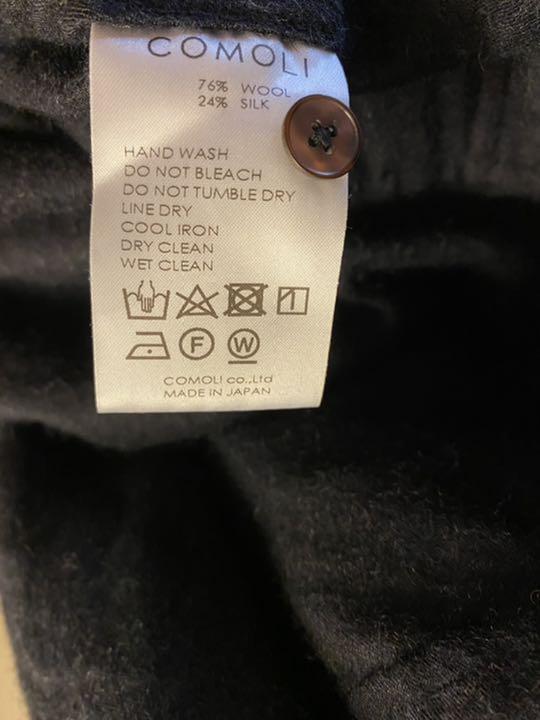 COMOLI
76% WOOL
24% SILK
HAND WASH
DO NOT BLEACH
DO NOT TUMBLE DRY
LINE DRY
COOL IRON
DRY CLEAN
WET CLEAN
F W
COMOLI co.,Ltd
MADE IN JAPAN